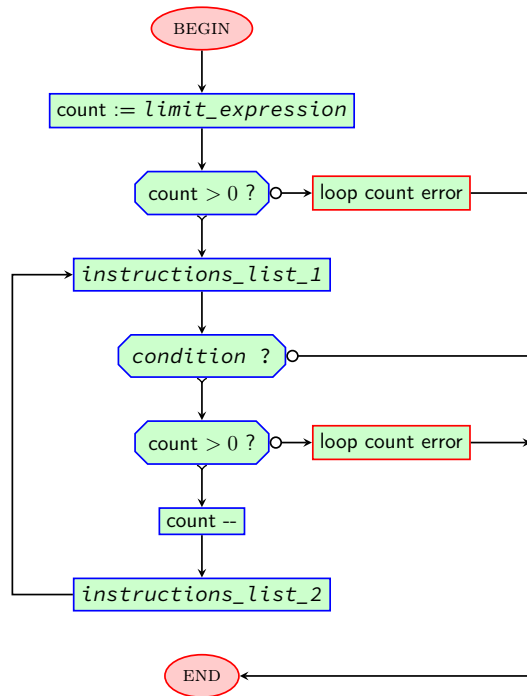 BEGIN
count := limit_expression
count > 0 ?
loop count error
instructions_list_1
condition ?
count > 0 ?
loop count error
count --
instructions_list_2
END